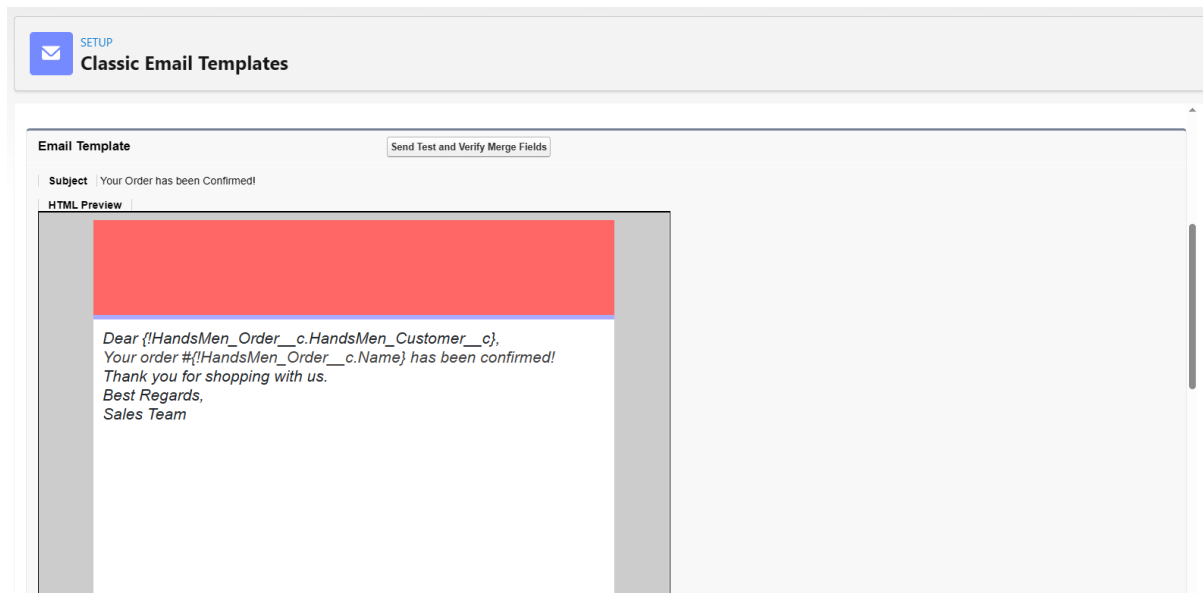 SETUP
Classic Email Templates
Email Template
Send Test and Verify Merge Fields
Subject Your Order has been Confirmed!
HTML Preview
Dear {!HandsMen_Order__c.HandsMen_Customer__c},
Your order #{!HandsMen_Order__c.Name} has been confirmed!
Thank you for shopping with us.
Best Regards,
Sales Team